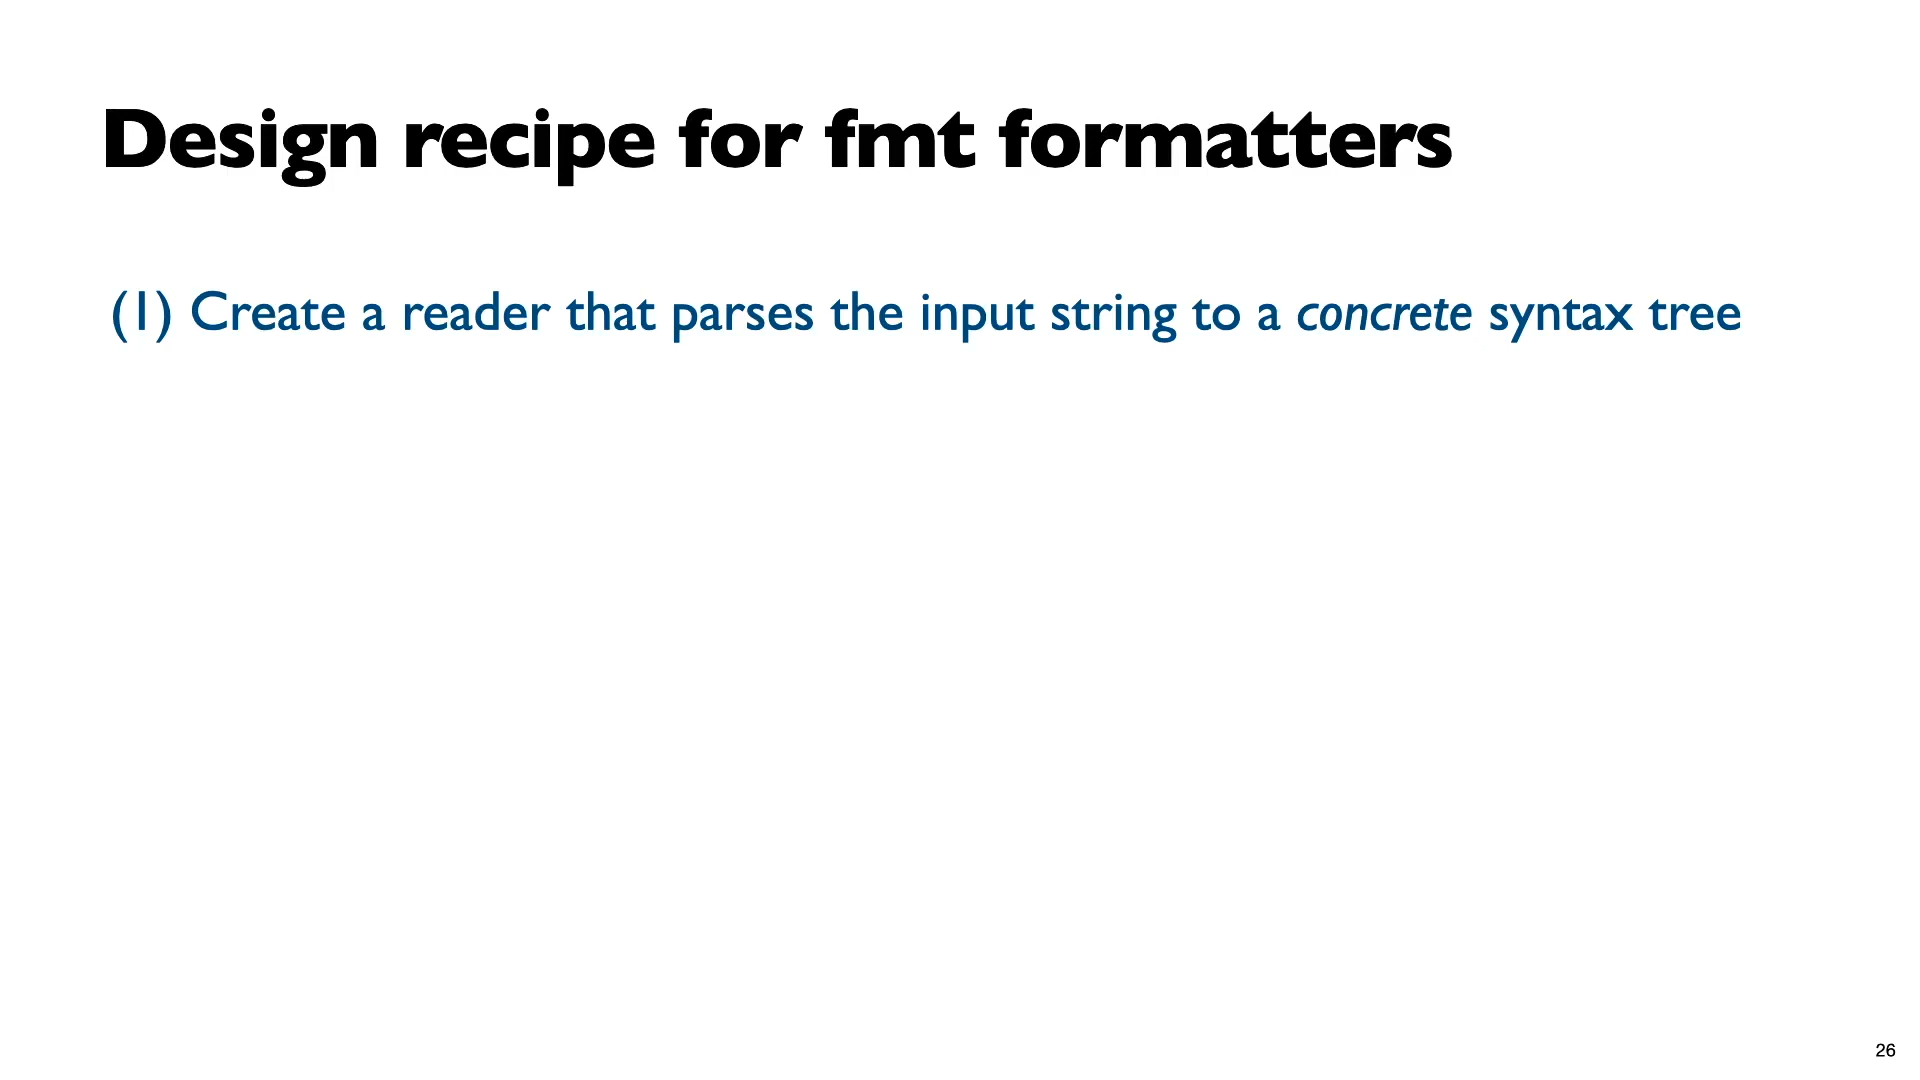 Design recipe for fmt formatters
(1) Create a reader that parses the input string to a concrete syntax tree
26